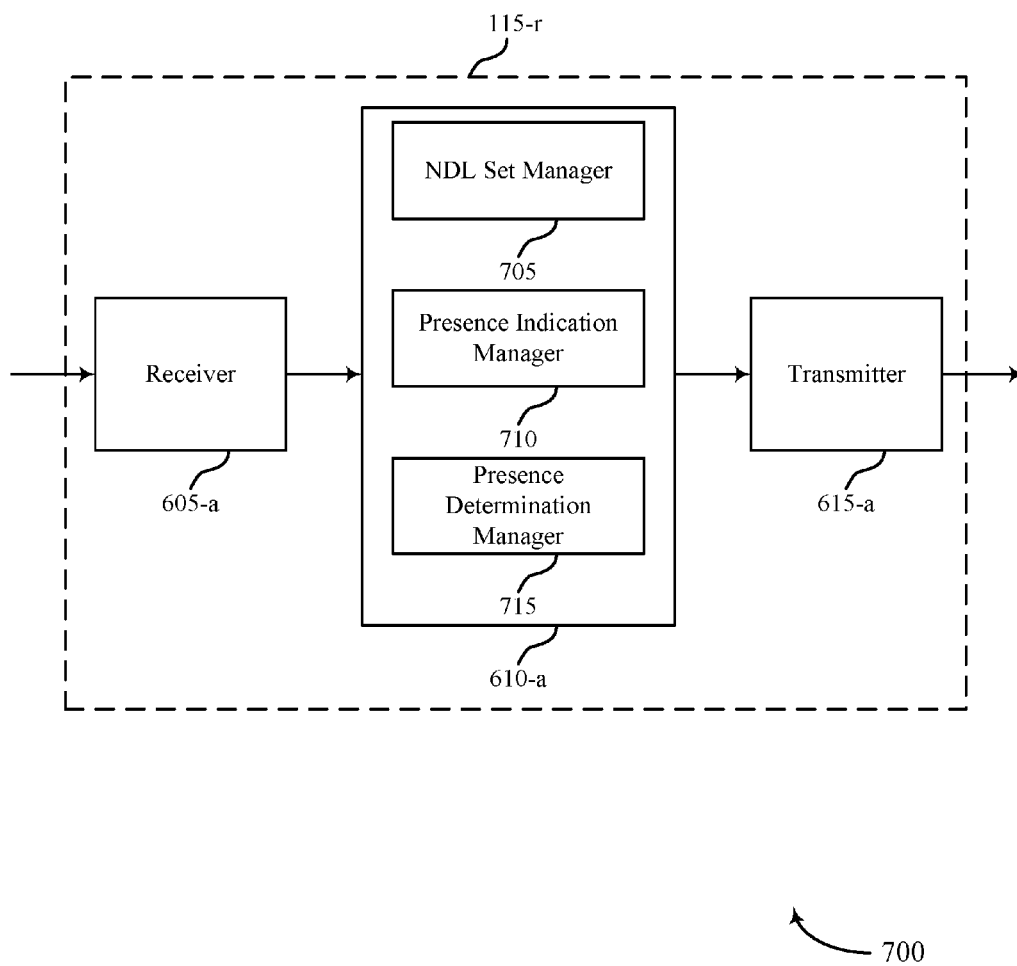 115-r
NDL Set Manager
705
Presence Indication
Manager
710
Receiver
605-a
Transmitter
615-a
Presence
Determination
Manager
715
610-a
700